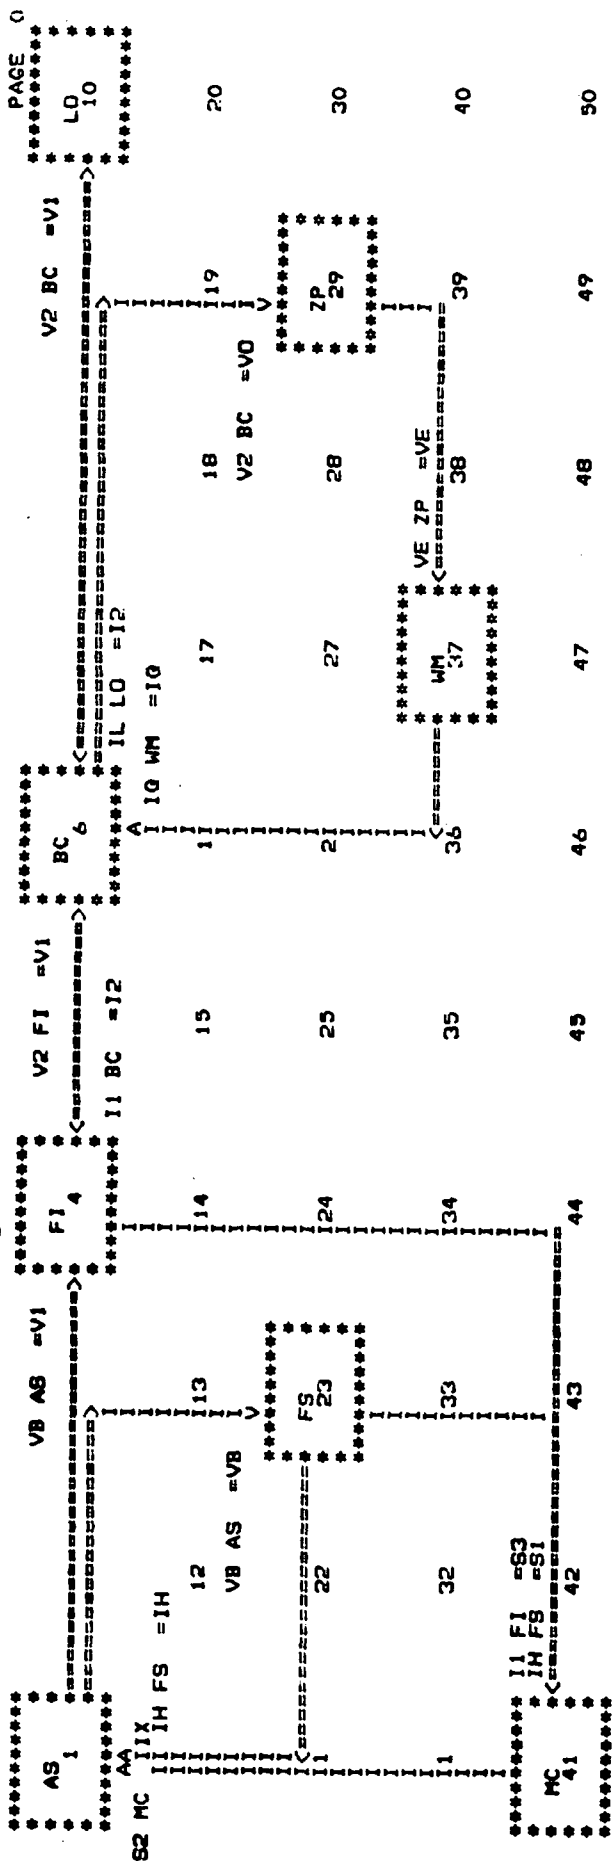 PAGE 0
VB AS =V1 V2 FI =V1 V2 BC =V1
AS FI BC LO
1 4 6 10
I1 BC =I2 IL LO =I2
S2 MC IIX
IH FS =IH IQ WM =IQ
12 13 14 15 1 17 18 19 20
VB AS =VB V2 BC =VO
FS ZP
1 22 23 24 25 2 27 28 29 30
VE ZP =VE
WM
1 32 33 34 35 36 37 38 39 40
I1 FI =S3
IH FS =S1
MC
41 42 43 44 45 46 47 48 49 50